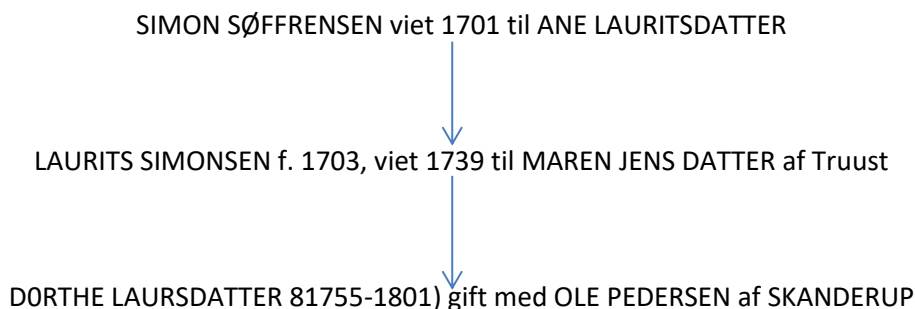 SIMON SØFFRENSEN viet 1701 til ANE LAURITSDATTER
LAURITS SIMONSEN f. 1703, viet 1739 til MAREN JENS DATTER af Truust
D0RTHE LAURSDATTER 81755-1801) gift med OLE PEDERSEN af SKANDERUP